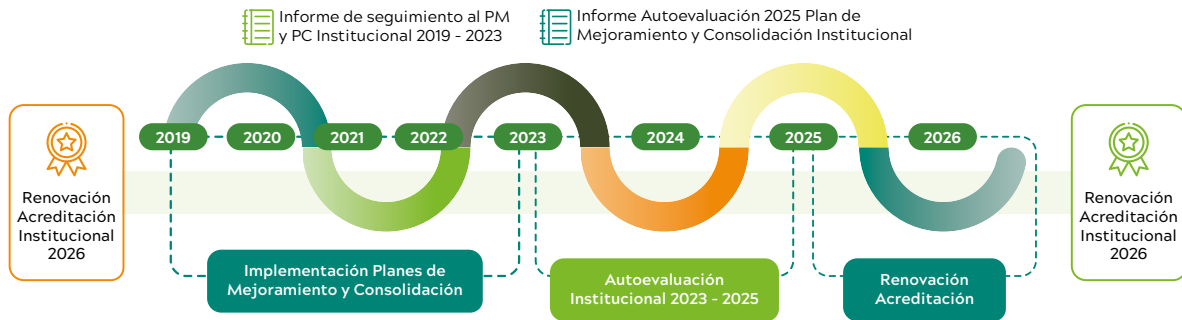 Informe de seguimiento al PM
y PC Institucional 2019 - 2023
Informe Autoevaluación 2025 Plan de
Mejoramiento y Consolidación Institucional
Renovación
Acreditación
Institucional
2026
2019
2020
2021
2022
2023
2024
2025
2026
Renovación
Acreditación
Institucional
2026
Implementación Planes de
Mejoramiento y Consolidación
Autoevaluación
Institucional 2023 - 2025
Renovación
Acreditación